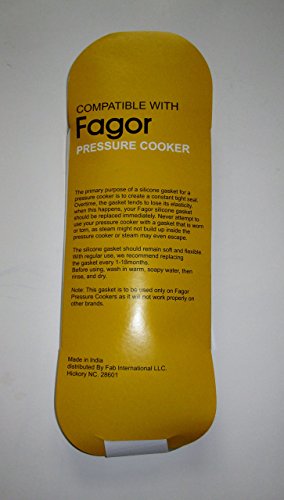 COMPATIBLE WITH
Fagor
PRESSURE COOKER
The primary purpose of a silicone gasket for a
pressure cooker is to create a constant tight seal.
Overtime, the gasket tends to lose its elasticity
when this happens, your Fagor silicone gasket
should be replaced immediately. Never attempt to
use your pressure cooker with a gasket that is worn
or torn, as steam might not build up inside the
pressure cooker or steam may even escape.
The silicone gasket should remain soft and flexible.
With regular use, we recommend replacing
the gasket every 1-18months.
Before using, wash in warm, soapy water, then
rinse, and dry.
Note: This gasket is to be used only on Fagor
Pressure Cookers as it will not work properly on
other brands.
Made in India
distributed By Fab International LLC.
Hickory NC. 28601